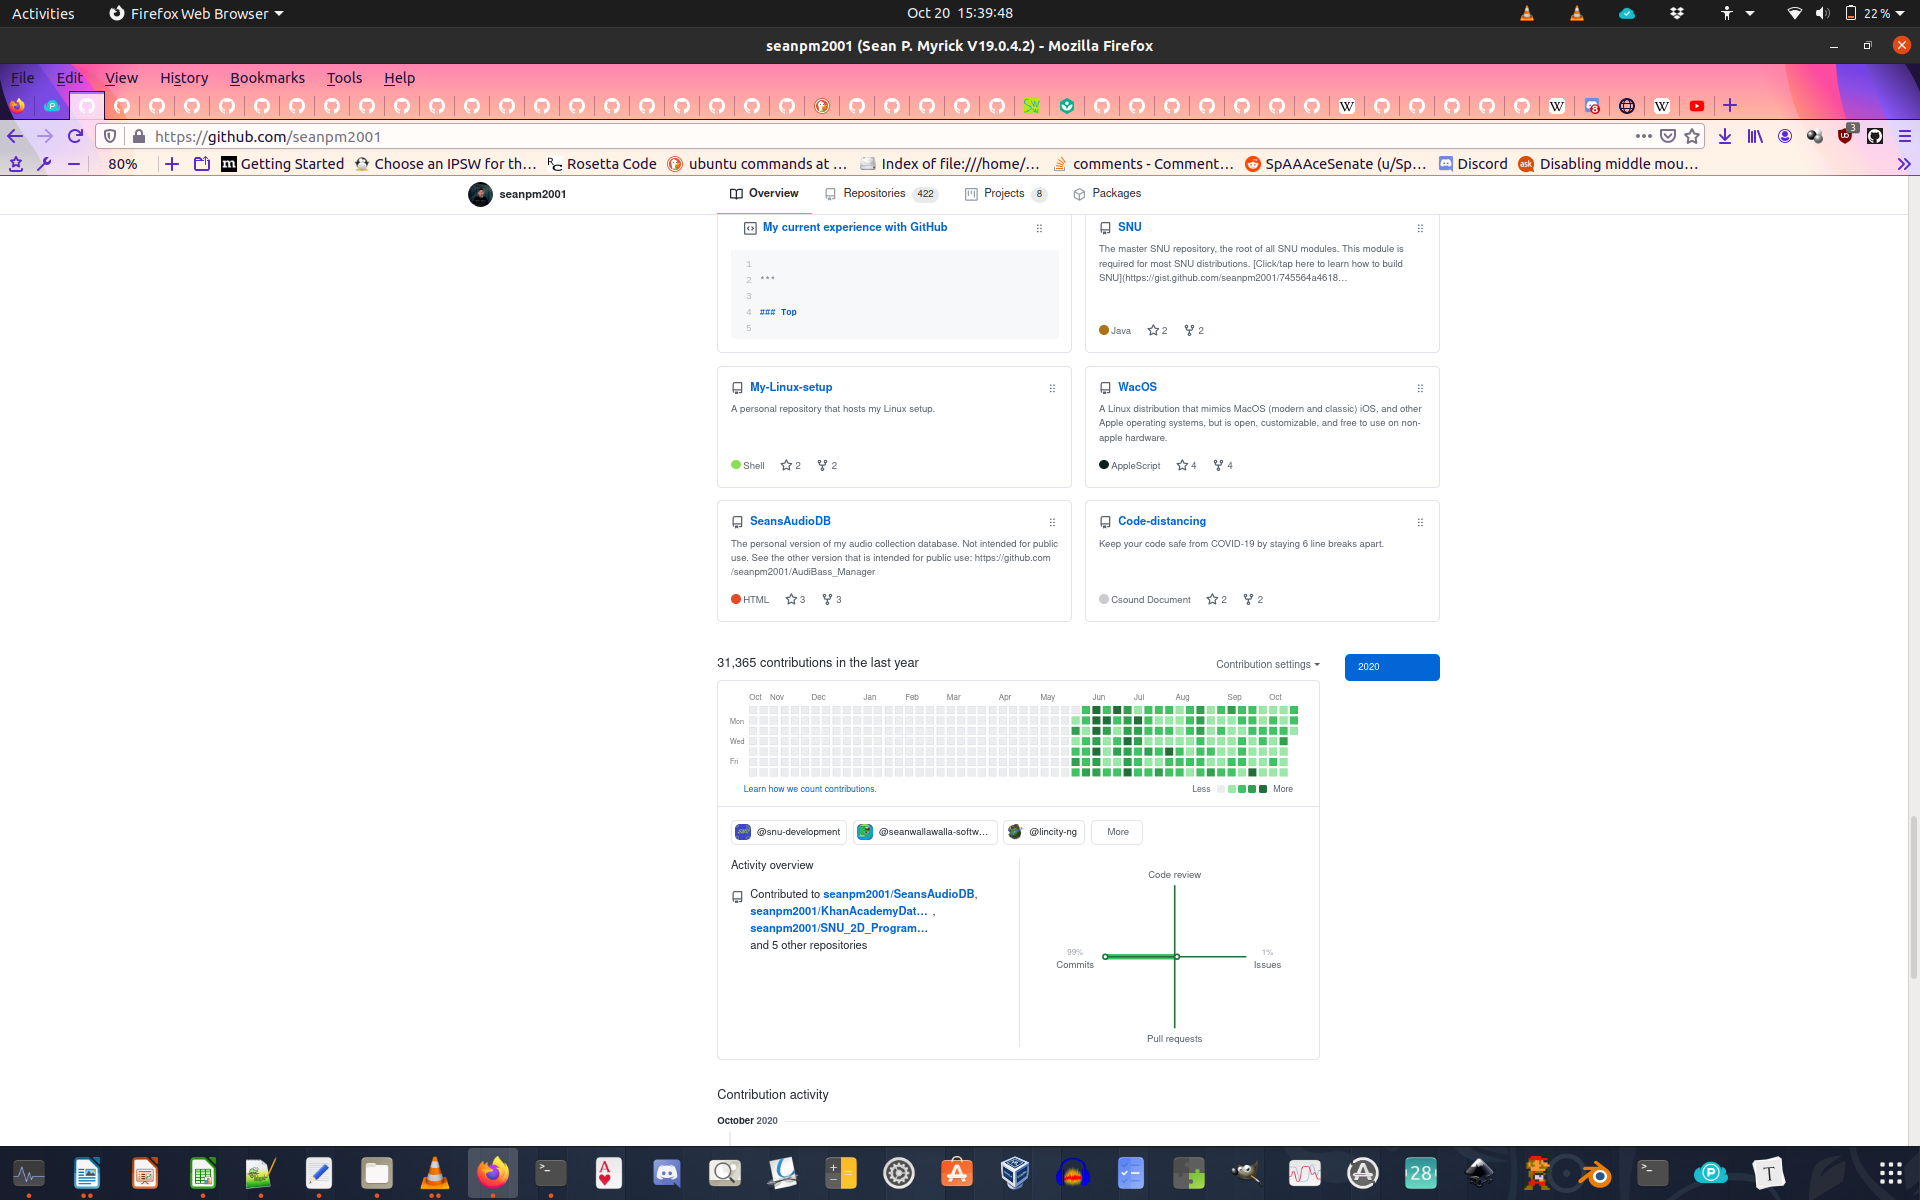 Activities
Firefox Web Browser
Oct 20 15:39:48
22 %
seanpm2001 (Sean P. Myrick V19.0.4.2) - Mozilla Firefox
File Edit View History Bookmarks Tools Help
https://github.com/seanpm2001
3
80%
Getting Started
Choose an IPSW for th…
Rosetta Code
ubuntu commands at …
Index of file:///home/…
comments - Comment…
SpAAAceSenate (u/Sp…
Discord
Disabling middle mou…
seanpm2001
Overview
Repositories 422
Projects 8
Packages
My current experience with GitHub
1
2 ***
3
4 ### Top
5
SNU
The master SNU repository, the root of all SNU modules. This module is
required for most SNU distributions. [Click/tap here to learn how to build
SNU](https://gist.github.com/seanpm2001/745564a4618…
Java 2 2
My-Linux-setup
A personal repository that hosts my Linux setup.
Shell 2 2
WacOS
A Linux distribution that mimics MacOS (modern and classic) iOS, and other
Apple operating systems, but is open, customizable, and free to use on non-
apple hardware.
AppleScript 4 4
SeansAudioDB
The personal version of my audio collection database. Not intended for public
use. See the other version that is intended for public use: https://github.com
/seanpm2001/AudiBass_Manager
HTML 3 3
Code-distancing
Keep your code safe from COVID-19 by staying 6 line breaks apart.
Csound Document 2 2
31,365 contributions in the last year
Contribution settings
2020
Oct Nov Dec Jan Feb Mar Apr May Jun Jul Aug Sep Oct
Mon
Wed
Fri
Learn how we count contributions.
Less More
@snu-development
@seanwallawalla-softw…
@lincity-ng
More
Activity overview
Contributed to seanpm2001/SeansAudioDB,
seanpm2001/KhanAcademyDat… ,
seanpm2001/SNU_2D_Program…
and 5 other repositories
Code review
99%
Commits
1%
Issues
Pull requests
Contribution activity
October 2020
28